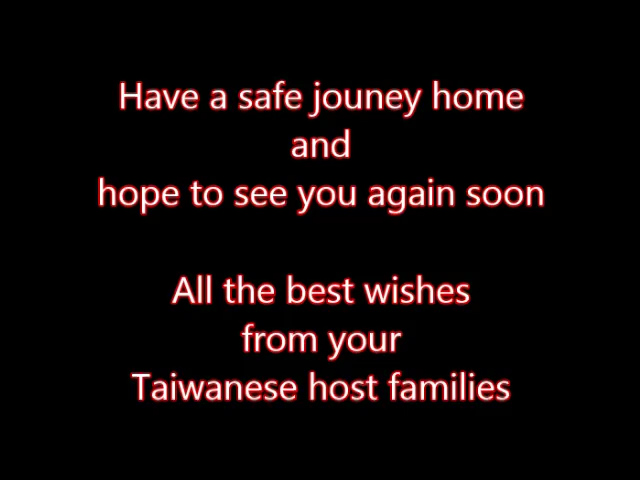 Have a safe jouney home
and
hope to see you again soon
All the best wishes
from your
Taiwanese host families